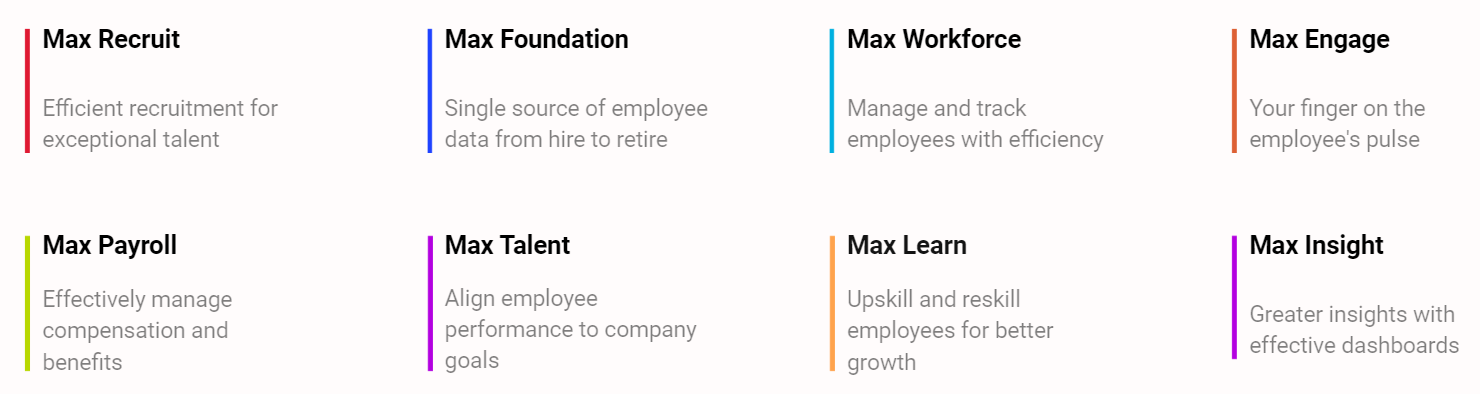 Max Recruit
Efficient recruitment for
exceptional talent
Max Foundation
Single source of employee
data from hire to retire
Max Workforce
Manage and track
employees with efficiency
Max Engage
Your finger on the
employee's pulse
Max Payroll
Effectively manage
compensation and
benefits
Max Talent
Align employee
performance to company
goals
Max Learn
Upskill and reskill
employees for better
growth
Max Insight
Greater insights with
effective dashboards